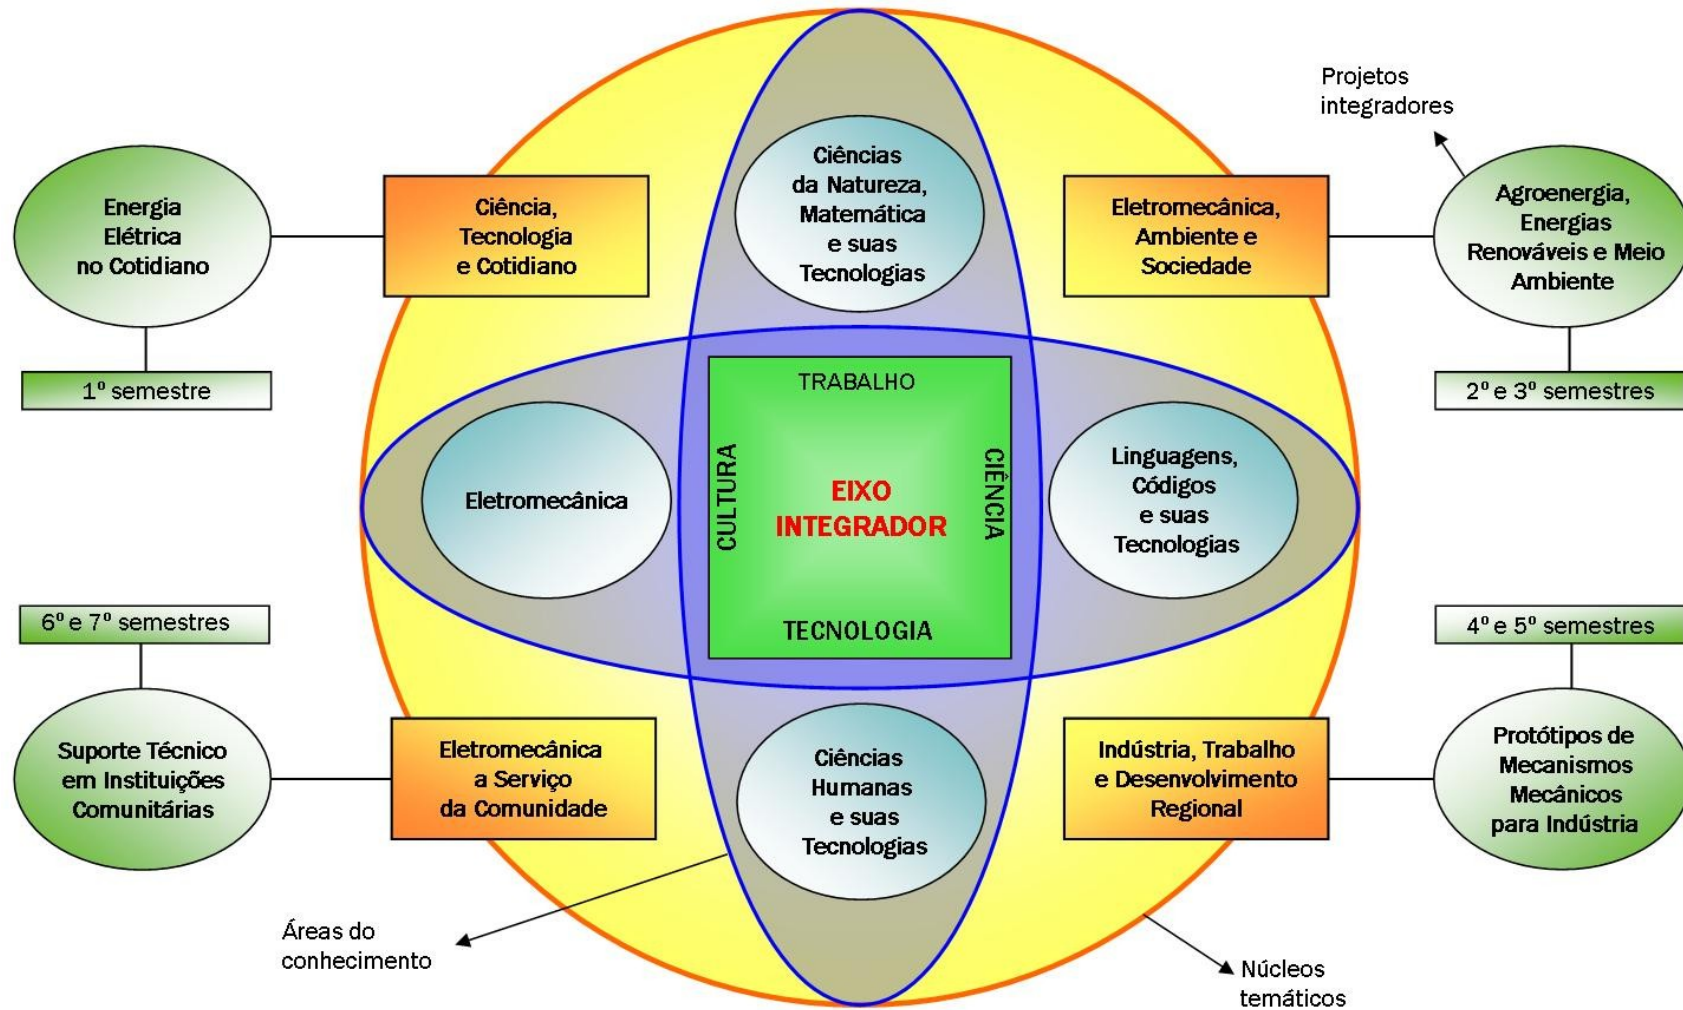 Projetos
integradores
Energia
Elétrica
no Cotidiano
1º semestre
Ciência,
Tecnologia
e Cotidiano
Ciências
da Natureza,
Matemática
e suas
Tecnologias
Eletromecânica,
Ambiente e
Sociedade
Agroenergia,
Energias
Renováveis e Meio
Ambiente
2º e 3º semestres
Eletromecânica
TRABALHO
CULTURA
EIXO
INTEGRADOR
CIÊNCIA
TECNOLOGIA
Linguagens,
Códigos
e suas
Tecnologias
6º e 7º semestres
Suporte Técnico
em Instituições
Comunitárias
Eletromecânica
a Serviço
da Comunidade
Ciências
Humanas
e suas
Tecnologias
Indústria, Trabalho
e Desenvolvimento
Regional
4º e 5º semestres
Protótipos de
Mecanismos
Mecânicos
para Indústria
Áreas do
conhecimento
Núcleos
temáticos